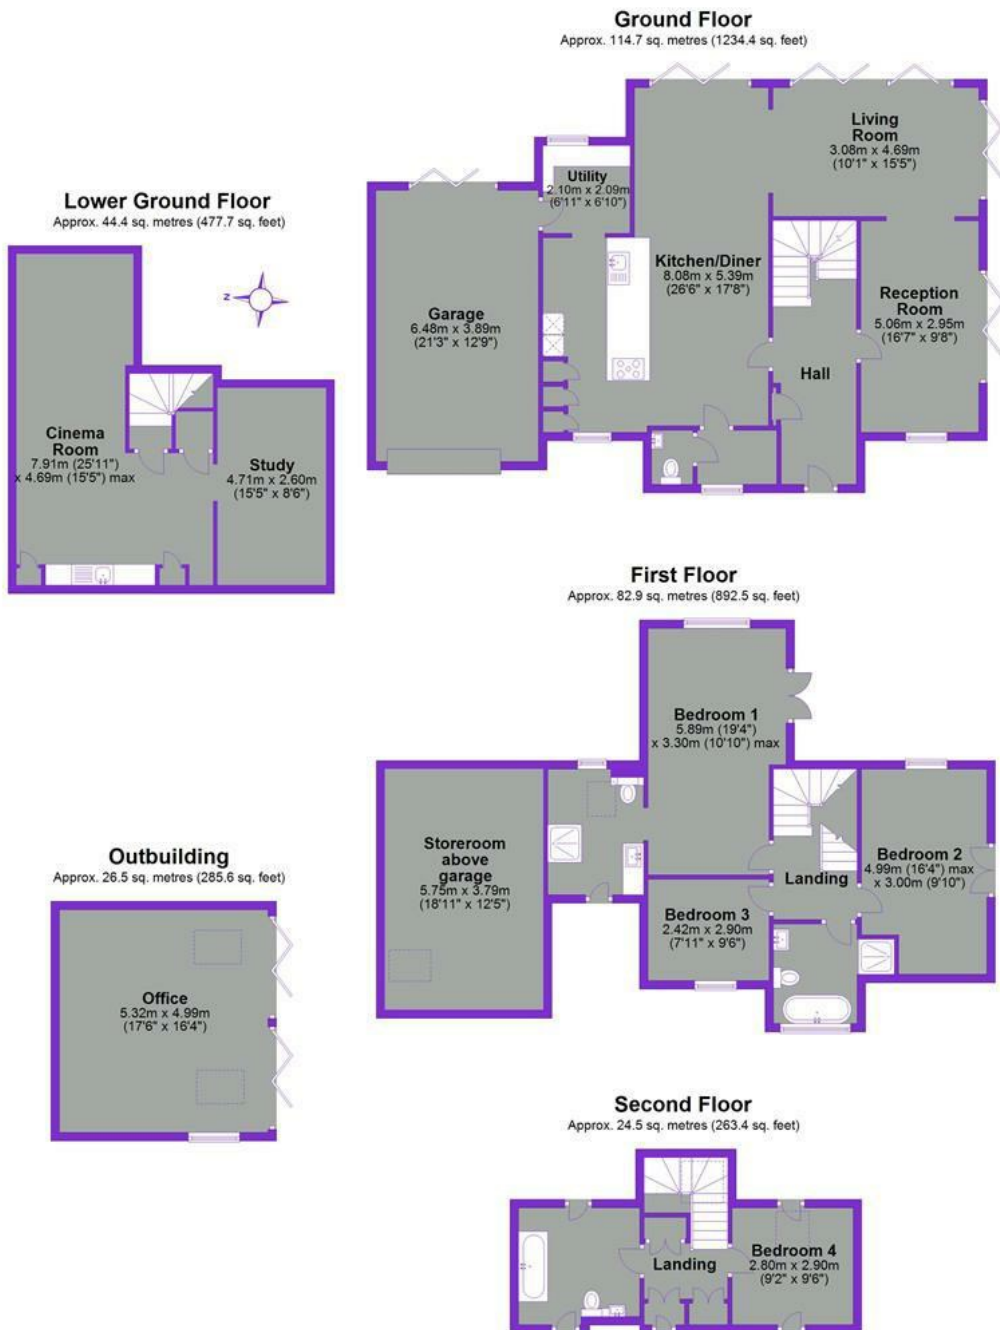 Ground Floor
Approx. 114.7 sq. metres (1234.4 sq. feet)
Living
Room
3.08m x 4.69m
(10'1" x 15'5")
Utility
2.10m x 2.09m
(6'11" x 6'10")
Kitchen/Diner
8.08m x 5.39m
(26'6" x 17'8")
Garage
6.48m x 3.89m
(21'3" x 12'9")
Reception
Room
5.06m x 2.95m
(16'7" x 9'8")
Hall
Lower Ground Floor
Approx. 44.4 sq. metres (477.7 sq. feet)
N
Cinema
Room
7.91m (25'11")
x 4.69m (15'5") max
Study
4.71m x 2.60m
(15'5" x 8'6")
First Floor
Approx. 82.9 sq. metres (892.5 sq. feet)
Bedroom 1
5.89m (19'4")
x 3.30m (10'10") max
Storeroom
above
garage
5.75m x 3.79m
(18'11" x 12'5")
Bedroom 2
4.99m (16'4") max
x 3.00m (9'10")
Landing
Bedroom 3
2.42m x 2.90m
(7'11" x 9'6")
Outbuilding
Approx. 26.5 sq. metres (285.6 sq. feet)
Office
5.32m x 4.99m
(17'6" x 16'4")
Second Floor
Approx. 24.5 sq. metres (263.4 sq. feet)
Landing
Bedroom 4
2.80m x 2.90m
(9'2" x 9'6")